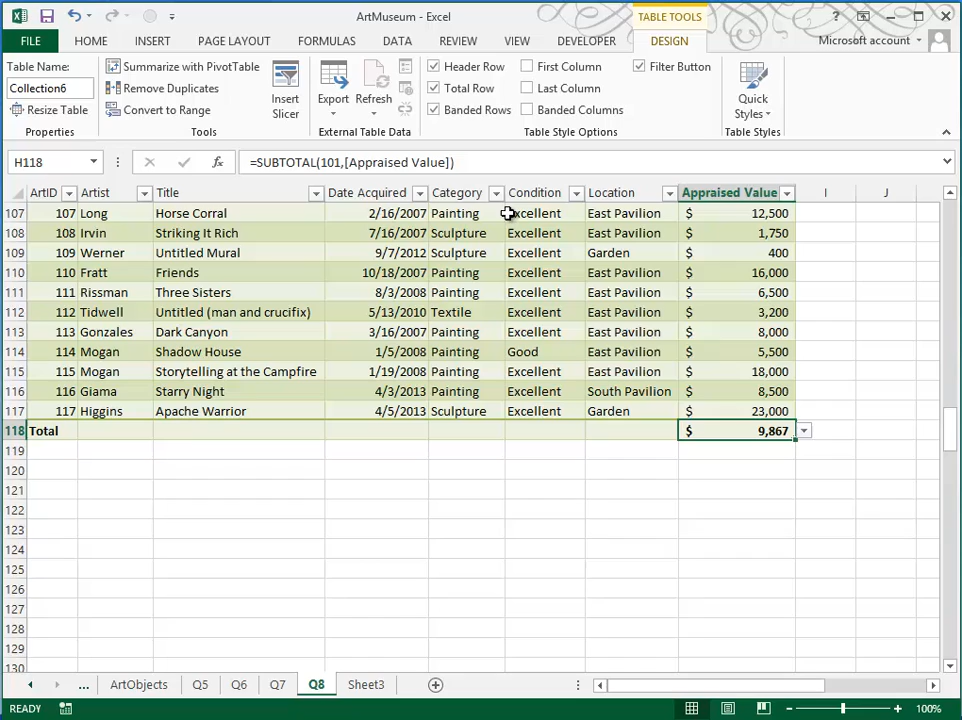 ArtMuseum - Excel
TABLE TOOLS
?
FILE HOME INSERT PAGE LAYOUT FORMULAS DATA REVIEW VIEW DEVELOPER DESIGN Microsoft account
Table Name: Summarize with PivotTable Header Row First Column Filter Button
Collection6 Remove Duplicates Total Row Last Column
Resize Table Convert to Range Insert Slicer Export Refresh Banded Rows Banded Columns Quick Styles
Properties Tools External Table Data Table Style Options Table Styles
H118 fx =SUBTOTAL(101,[Appraised Value])
ArtID Artist Title Date Acquired Category Condition Location Appraised Value I J
107 107 Long Horse Corral 2/16/2007 Painting Excellent East Pavilion $ 12,500
108 108 Irvin Striking It Rich 7/16/2007 Sculpture Excellent East Pavilion $ 1,750
109 109 Werner Untitled Mural 9/7/2012 Sculpture Excellent Garden $ 400
110 110 Fratt Friends 10/18/2007 Painting Excellent East Pavilion $ 16,000
111 111 Rissman Three Sisters 8/3/2008 Painting Excellent East Pavilion $ 6,500
112 112 Tidwell Untitled (man and crucifix) 5/13/2010 Textile Excellent East Pavilion $ 3,200
113 113 Gonzales Dark Canyon 3/16/2007 Painting Excellent East Pavilion $ 8,000
114 114 Mogan Shadow House 1/5/2008 Painting Good East Pavilion $ 5,500
115 115 Mogan Storytelling at the Campfire 1/19/2008 Painting Excellent East Pavilion $ 18,000
116 116 Giama Starry Night 4/3/2013 Painting Excellent South Pavilion $ 8,500
117 117 Higgins Apache Warrior 4/5/2013 Sculpture Excellent Garden $ 23,000
118 Total $ 9,867
119
120
121
122
123
124
125
126
127
128
129
130
... ArtObjects Q5 Q6 Q7 Q8 Sheet3
READY 100%